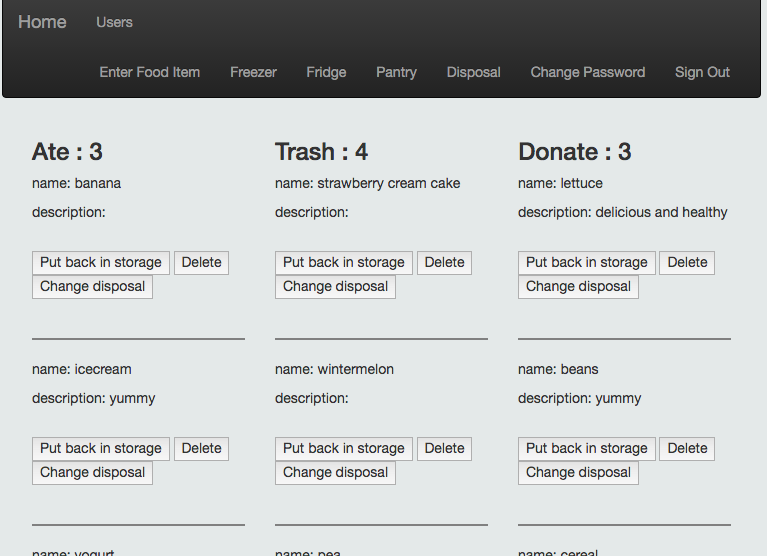 Home Users
Enter Food Item Freezer Fridge Pantry Disposal Change Password Sign Out
Ate : 3
name: banana
description:
Put back in storage Delete
Change disposal
name: icecream
description: yummy
Put back in storage Delete
Change disposal
name: yogurt
Trash : 4
name: strawberry cream cake
description:
Put back in storage Delete
Change disposal
name: wintermelon
description:
Put back in storage Delete
Change disposal
name: pea
Donate : 3
name: lettuce
description: delicious and healthy
Put back in storage Delete
Change disposal
name: beans
description: yummy
Put back in storage Delete
Change disposal
name: cereal